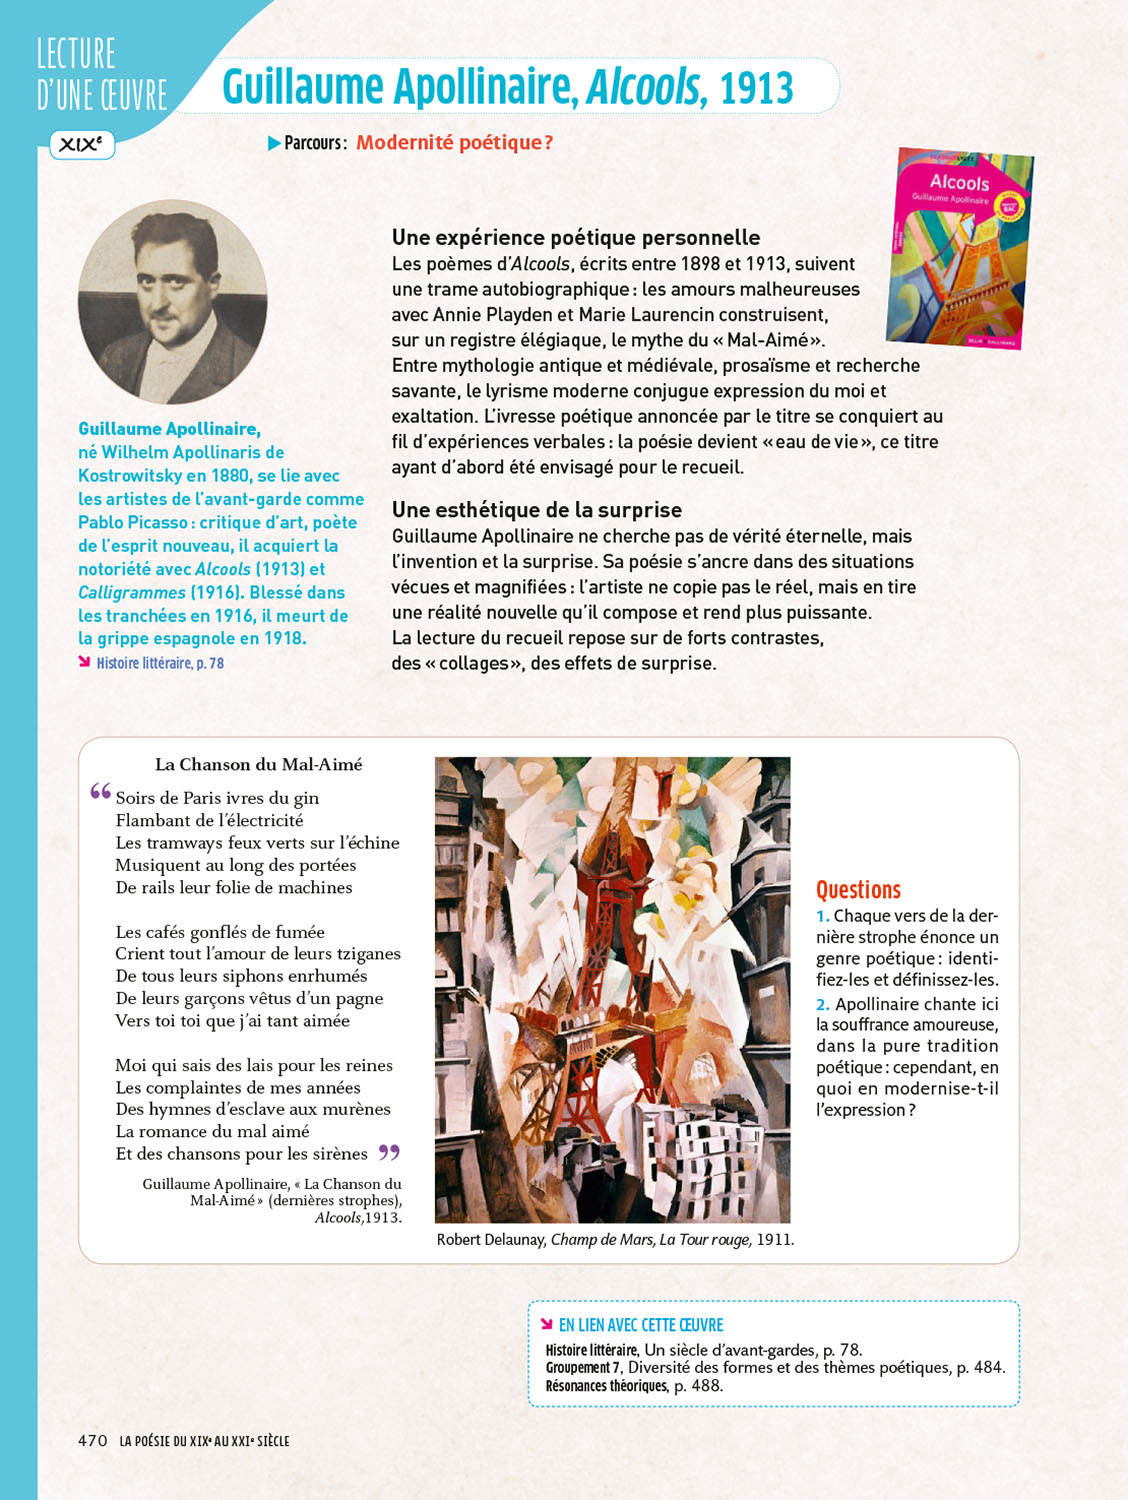 LECTURE
D'UNE ŒUVRE
XIXe
Guillaume Apollinaire, Alcools, 1913
Parcours : Modernité poétique ?
Alcools
Guillaume Apollinaire
BELIN GALLIMARD
Une expérience poétique personnelle
Les poèmes d'Alcools, écrits entre 1898 et 1913, suivent
une trame autobiographique : les amours malheureuses
avec Annie Playden et Marie Laurencin construisent,
sur un registre élégiaque, le mythe du « Mal-Aimé ».
Entre mythologie antique et médiévale, prosaïsme et recherche
savante, le lyrisme moderne conjugue expression du moi et
exaltation. L'ivresse poétique annoncée par le titre se conquiert au
fil d'expériences verbales : la poésie devient « eau de vie », ce titre
ayant d'abord été envisagé pour le recueil.
Une esthétique de la surprise
Guillaume Apollinaire ne cherche pas de vérité éternelle, mais
l'invention et la surprise. Sa poésie s'ancre dans des situations
vécues et magnifiées : l'artiste ne copie pas le réel, mais en tire
une réalité nouvelle qu'il compose et rend plus puissante.
La lecture du recueil repose sur de forts contrastes,
des « collages », des effets de surprise.
Guillaume Apollinaire,
né Wilhelm Apollinaris de
Kostrowitsky en 1880, se lie avec
les artistes de l'avant-garde comme
Pablo Picasso : critique d'art, poète
de l'esprit nouveau, il acquiert la
notoriété avec Alcools (1913) et
Calligrammes (1916). Blessé dans
les tranchées en 1916, il meurt de
la grippe espagnole en 1918.
Histoire littéraire, p. 78
La Chanson du Mal-Aimé
“ Soirs de Paris ivres du gin
Flambant de l'électricité
Les tramways feux verts sur l'échine
Musiquent au long des portées
De rails leur folie de machines
Les cafés gonflés de fumée
Crient tout l'amour de leurs tziganes
De tous leurs siphons enrhumés
De leurs garçons vêtus d'un pagne
Vers toi toi que j'ai tant aimée
Moi qui sais des lais pour les reines
Les complaintes de mes années
Des hymnes d'esclave aux murènes
La romance du mal aimé
Et des chansons pour les sirènes ”
Guillaume Apollinaire, « La Chanson du
Mal-Aimé » (dernières strophes),
Alcools,1913.
Robert Delaunay, Champ de Mars, La Tour rouge, 1911.
Questions
1. Chaque vers de la der-
nière strophe énonce un
genre poétique : identi-
fiez-les et définissez-les.
2. Apollinaire chante ici
la souffrance amoureuse,
dans la pure tradition
poétique : cependant, en
quoi en modernise-t-il
l'expression ?
EN LIEN AVEC CETTE ŒUVRE
Histoire littéraire, Un siècle d'avant-gardes, p. 78.
Groupement 7, Diversité des formes et des thèmes poétiques, p. 484.
Résonances théoriques, p. 488.
470 LA POÉSIE DU XIXe AU XXIe SIÈCLE